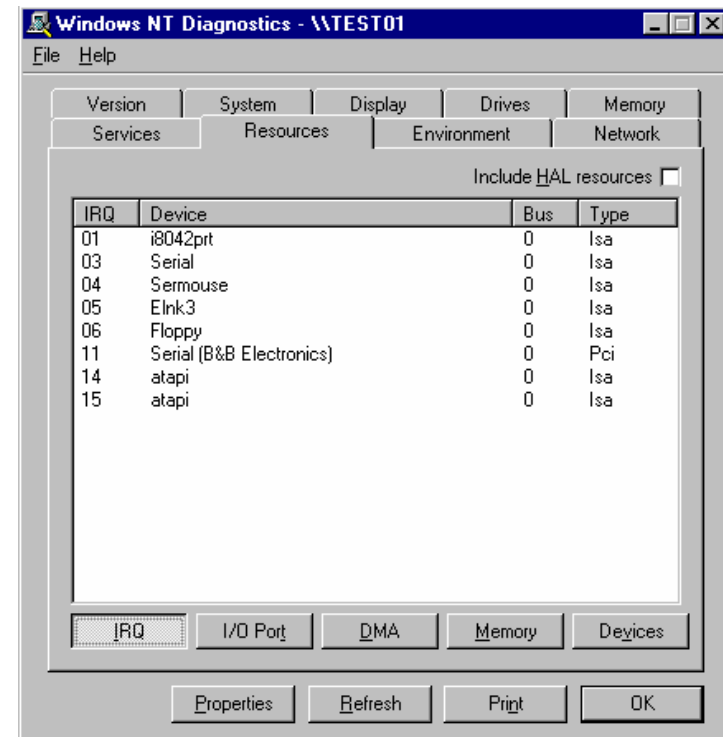 Windows NT Diagnostics - \\TEST01
File Help
Version System Display Drives Memory
Services Resources Environment Network
Include HAL resources
IRQ Device Bus Type
01 i8042prt 0 Isa
03 Serial 0 Isa
04 Sermouse 0 Isa
05 Elnk3 0 Isa
06 Floppy 0 Isa
11 Serial (B&B Electronics) 0 Pci
14 atapi 0 Isa
15 atapi 0 Isa
IRQ I/O Port DMA Memory Devices
Properties Refresh Print OK